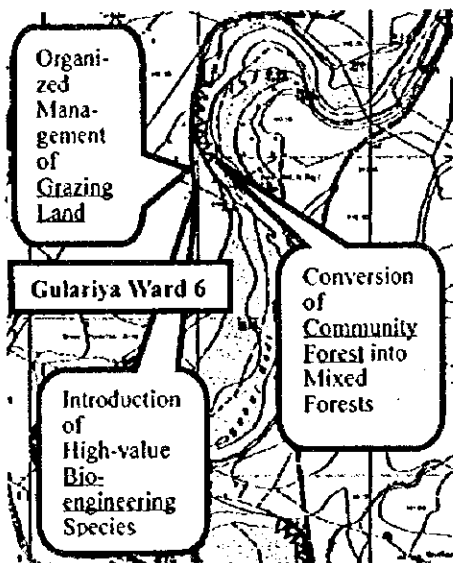 Organi-
zed
Mana-
gement
of
Grazing
Land
Gulariya Ward 6
Conversion
of
Community
Forest into
Mixed
Forests
Introduction
of
High-value
Bio-
engineering
Species